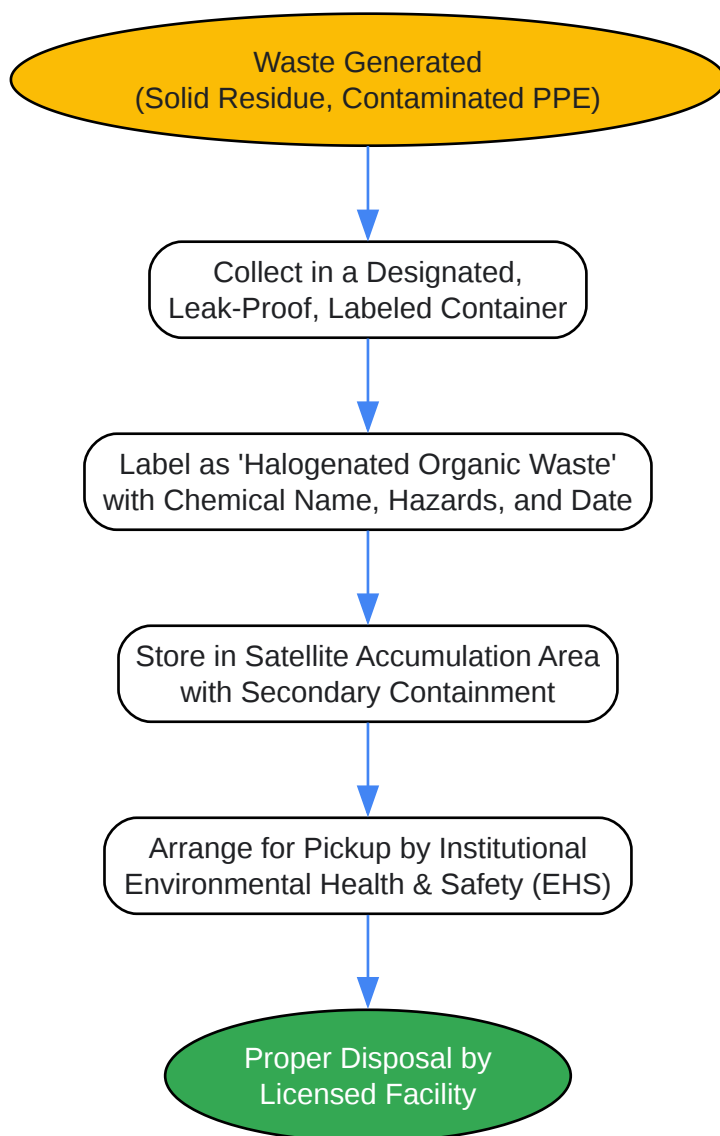 Waste Generated
(Solid Residue, Contaminated PPE)
Collect in a Designated,
Leak-Proof, Labeled Container
Label as 'Halogenated Organic Waste'
with Chemical Name, Hazards, and Date
Store in Satellite Accumulation Area
with Secondary Containment
Arrange for Pickup by Institutional
Environmental Health & Safety (EHS)
Proper Disposal by
Licensed Facility